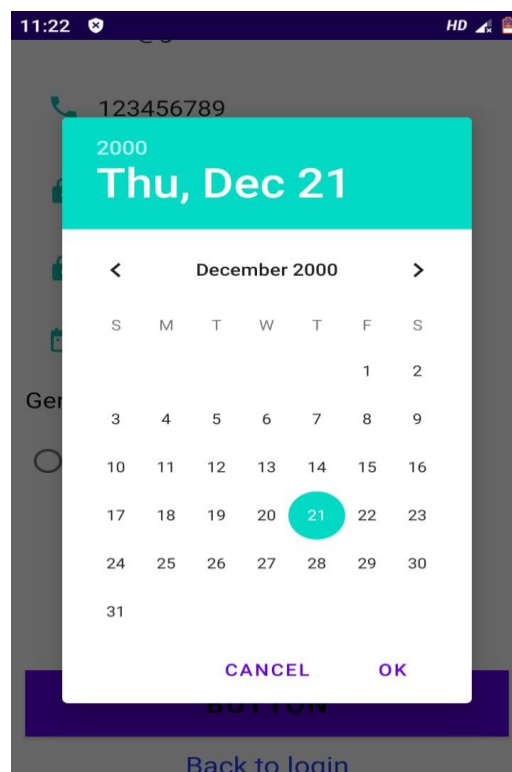 11:22 HD
123456789
2000
Thu, Dec 21
December 2000
S M T W T F S
1 2
3 4 5 6 7 8 9
10 11 12 13 14 15 16
17 18 19 20 21 22 23
24 25 26 27 28 29 30
31
Ger
CANCEL OK
BUTTON
Back to login